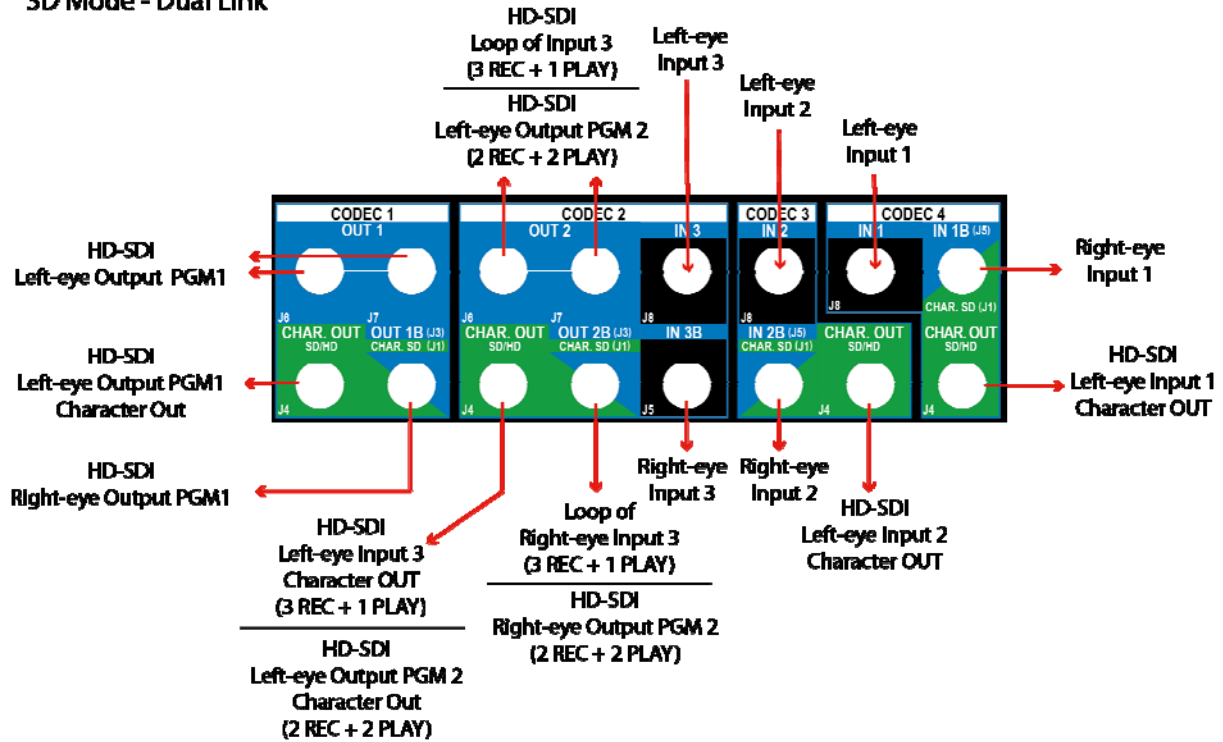 3D Mode - Dual Link
HD-SDI
Loop of Input 3
(3 REC + 1 PLAY)
HD-SDI
Left-eye Output PGM 2
(2 REC + 2 PLAY)
Left-eye
Input 3
Left-eye
Input 2
Left-eye
Input 1
CODEC 1
OUT 1
CODEC 2
OUT 2
IN 3
CODEC 3
IN 2
CODEC 4
IN 1
IN 1B (J5)
HD-SDI
Left-eye Output PGM1
Right-eye
Input 1
CHAR. SD (J1)
J6
J7
J6
J7
J8
J8
J8
CHAR. OUT
SD/HD
OUT 1B (J3)
CHAR. SD (J1)
CHAR. OUT
SD/HD
OUT 2B (J3)
CHAR. SD (J1)
IN 3B
IN 2B (J5)
CHAR. SD (J1)
CHAR. OUT
SD/HD
CHAR. OUT
SD/HD
J4
J4
J5
J4
J4
HD-SDI
Left-eye Output PGM1
Character Out
HD-SDI
Left-eye Input 1
Character OUT
HD-SDI
Right-eye Output PGM1
HD-SDI
Left-eye Input 3
Character OUT
(3 REC + 1 PLAY)
HD-SDI
Left-eye Output PGM 2
Character Out
(2 REC + 2 PLAY)
Loop of
Right-eye Input 3
(3 REC + 1 PLAY)
HD-SDI
Right-eye Output PGM 2
(2 REC + 2 PLAY)
Right-eye
Input 3
Right-eye
Input 2
HD-SDI
Left-eye Input 2
Character OUT